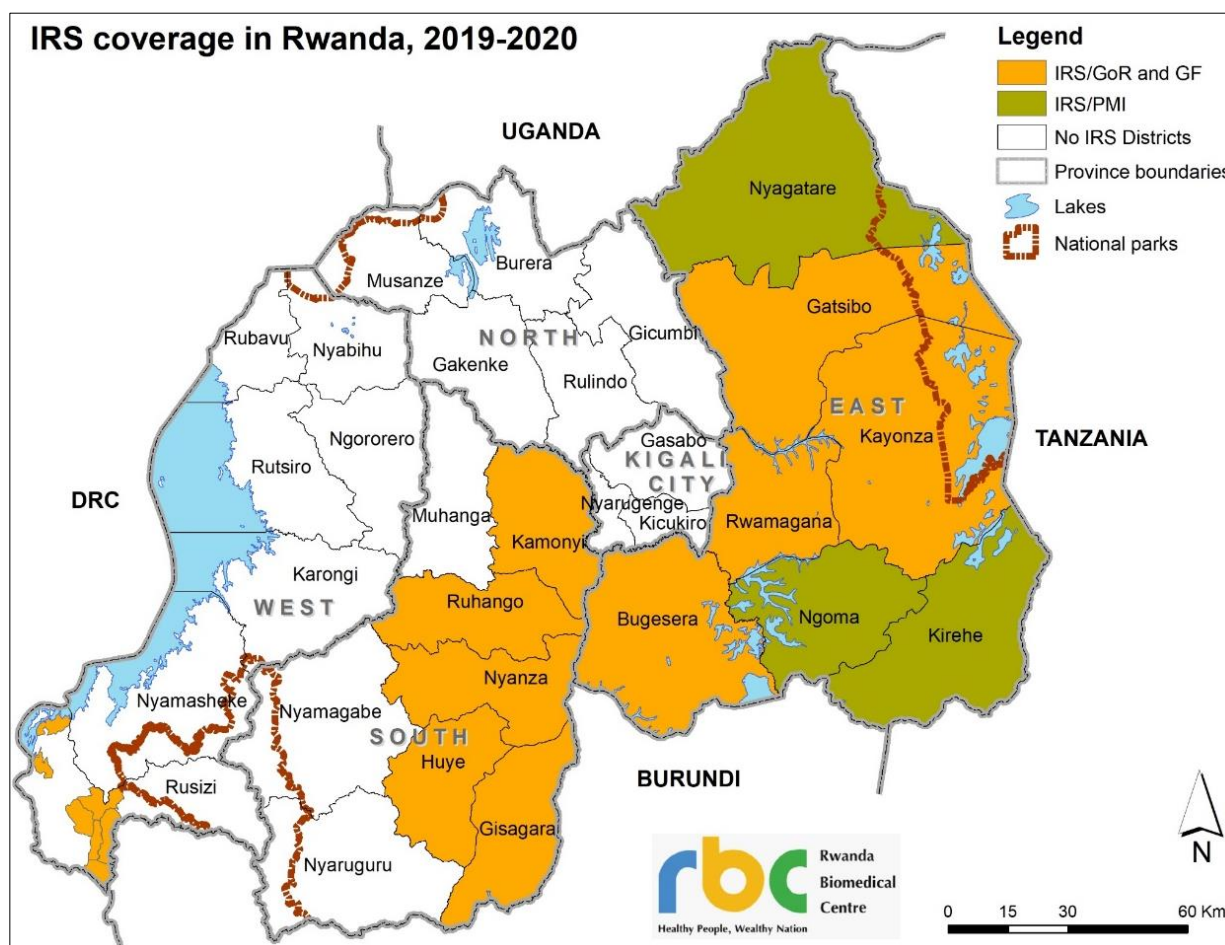 IRS coverage in Rwanda, 2019-2020
Legend
IRS/GoR and GF
IRS/PMI
No IRS Districts
Province boundaries
Lakes
National parks
UGANDA
Nyagatare
Burera
Musanze
Gatsibo
Rubavu
Nyabihu
NORTH
Gicumbi
Gakenke
Rulindo
EAST
Kayonza
TANZANIA
Ngororero
Gasabo
KIGALI
CITY
Rutsiro
DRC
Nyarugenge
Kicukiro
Muhanga
Rwamagana
Kamonyi
Karongi
WEST
Ruhango
Bugesera
Ngoma
Kirehe
Nyanza
Nyamasheke
Nyamagabe
SOUTH
Huye
BURUNDI
Rusizi
Gisagara
Nyaruguru
rbc
Rwanda
Biomedical
Centre
Healthy People, Wealthy Nation
N
0 15 30 60 Km